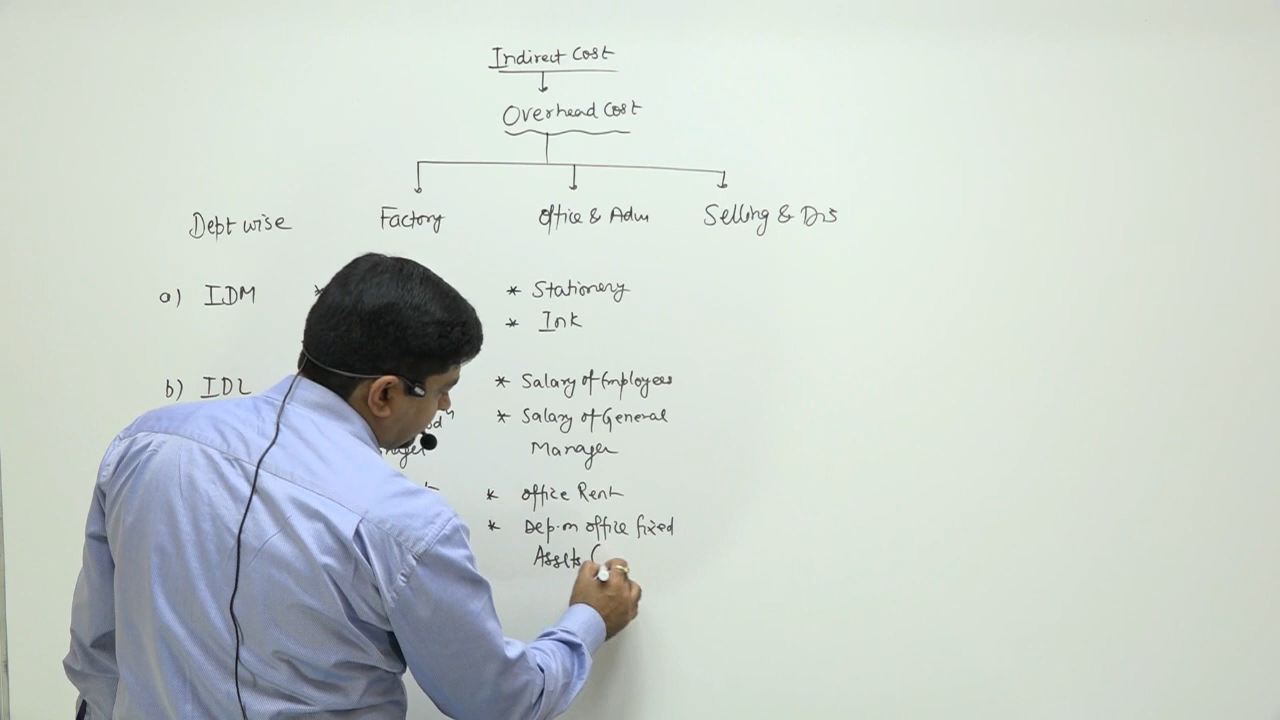 Indirect Cost
Overhead Cost
Dept wise Factory Office & Adm Selling & Dis
a) IDM * * Stationery
* Ink
b) IDL * Salary of Employees
* Salary of General
Manager
* Office Rent
* Dep. on office fixed
Assets (